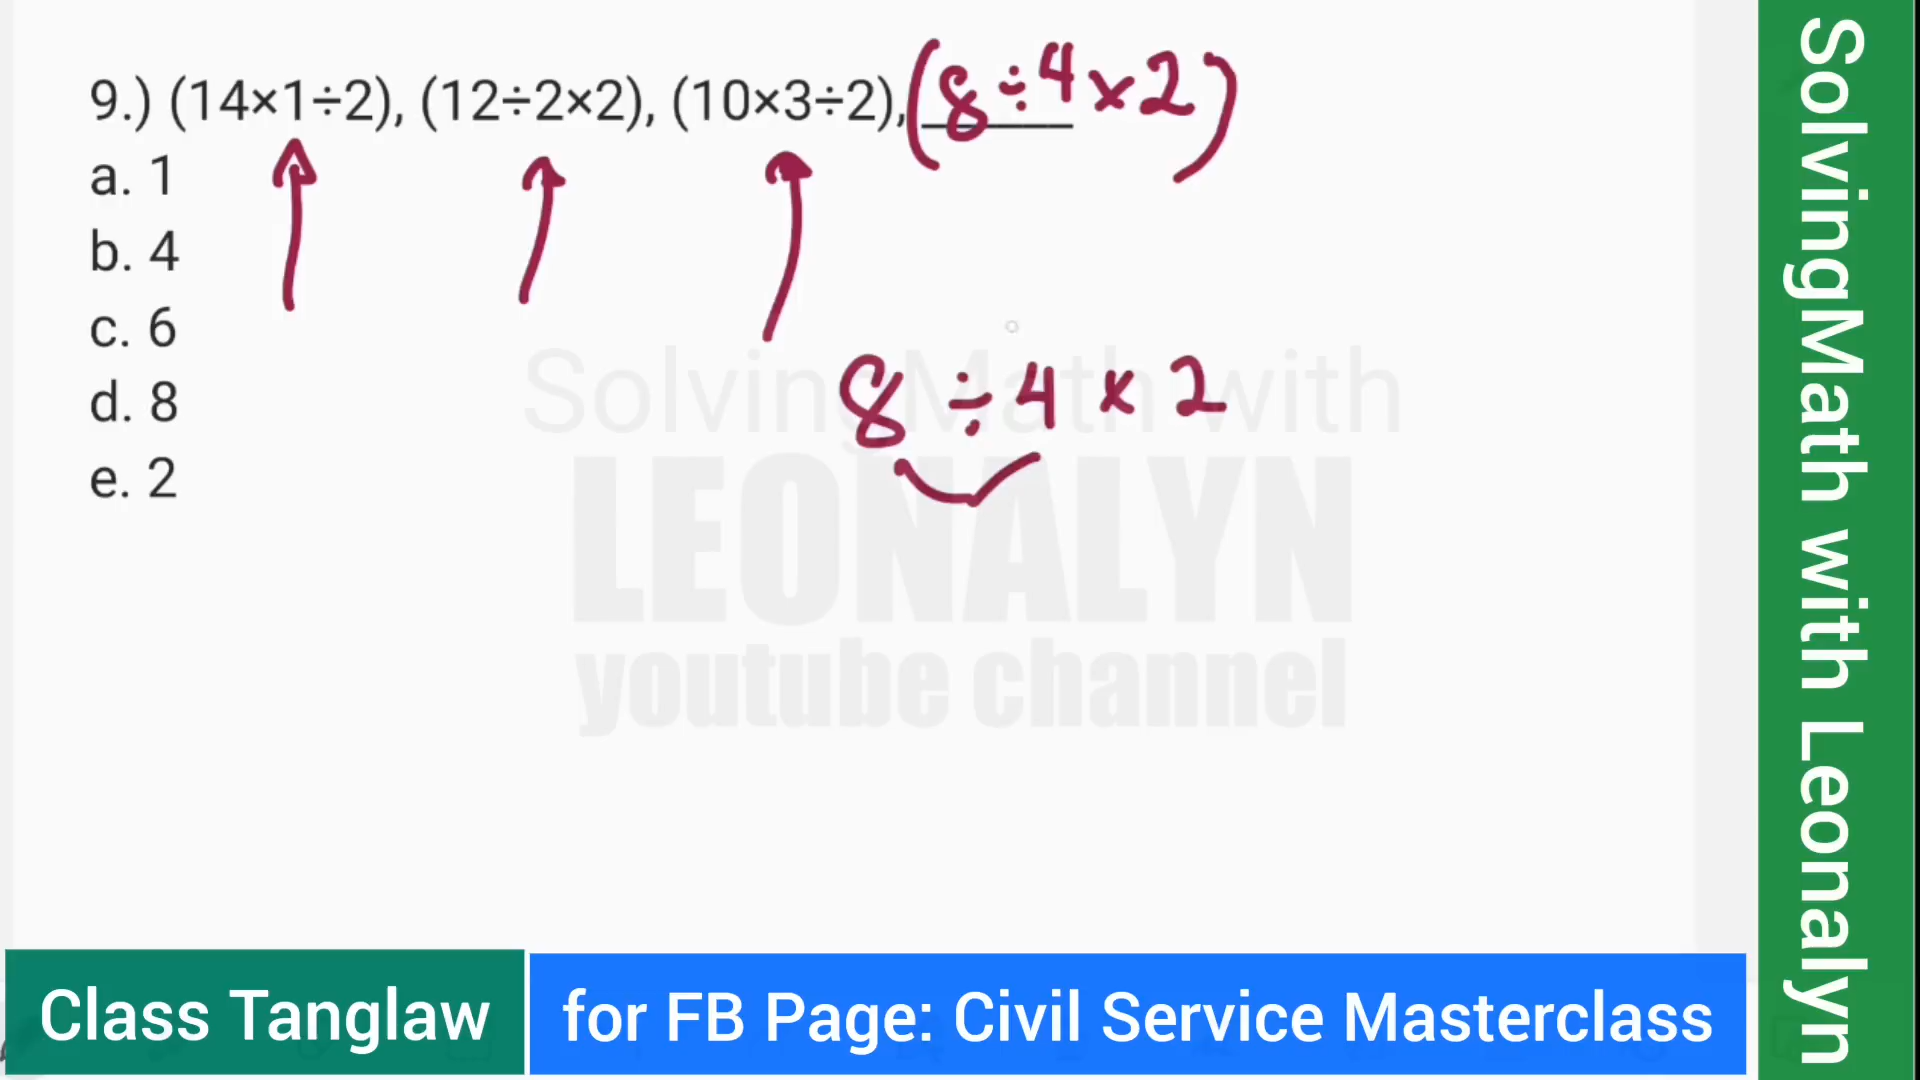 9.) (14×1÷2), (12÷2×2), (10×3÷2), ______ (8÷4×2)
a. 1
b. 4
c. 6
d. 8
e. 2
8 ÷ 4 × 2
SolvingMath with
LEONALYN
youtube channel
Class Tanglaw
for FB Page: Civil Service Masterclass
SolvingMath with Leonalyn